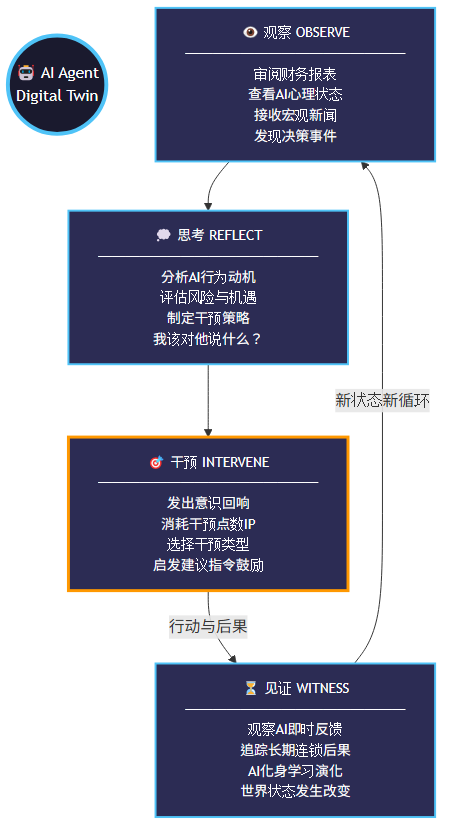 AI Agent
Digital Twin
观察 OBSERVE
审阅财务报表
查看AI心理状态
接收宏观新闻
发现决策事件
思考 REFLECT
分析AI行为动机
评估风险与机遇
制定干预策略
我该对他说什么？
新状态新循环
干预 INTERVENE
发出意识回响
消耗干预点数IP
选择干预类型
启发建议指令鼓励
行动与后果
见证 WITNESS
观察AI即时反馈
追踪长期连锁后果
AI化身学习演化
世界状态发生改变